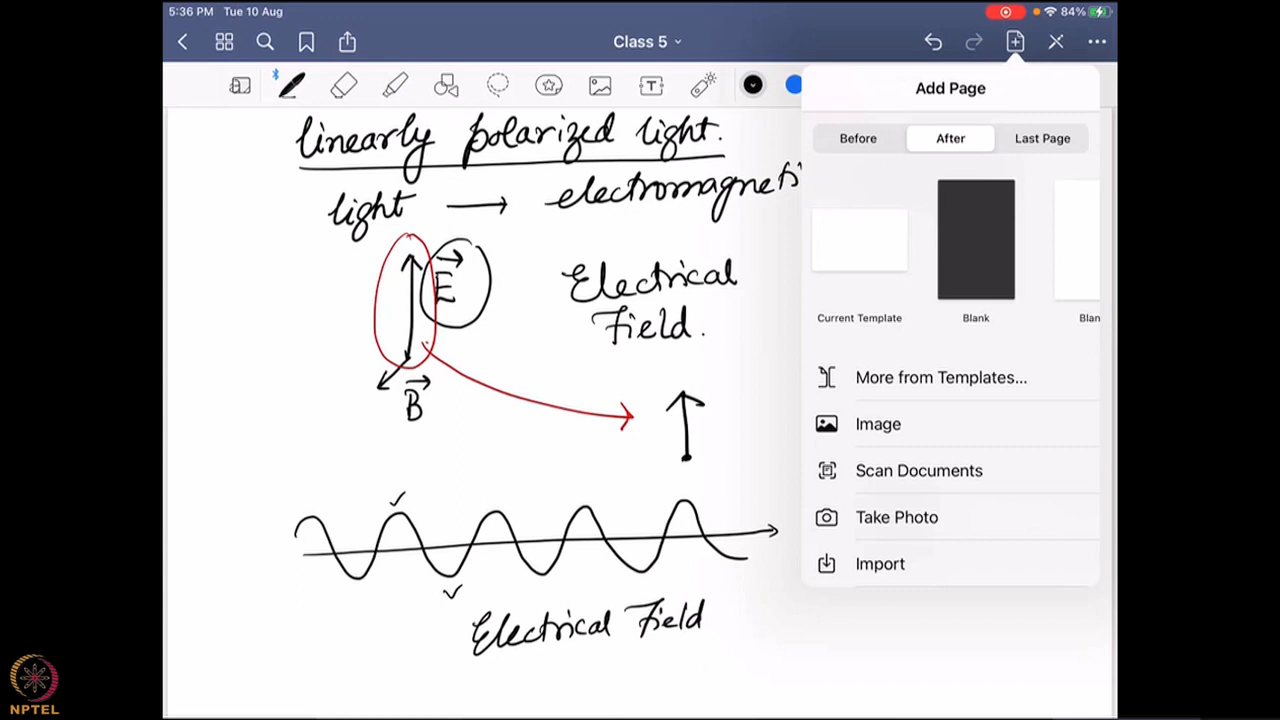 5:36 PM Tue 10 Aug
84%
Class 5
Add Page
Before After Last Page
Current Template
Blank
More from Templates...
Image
Scan Documents
Take Photo
Import
linearly polarized light.
light → electromagneti
E
Electrical
Field.
B
Electrical Field
NPTEL